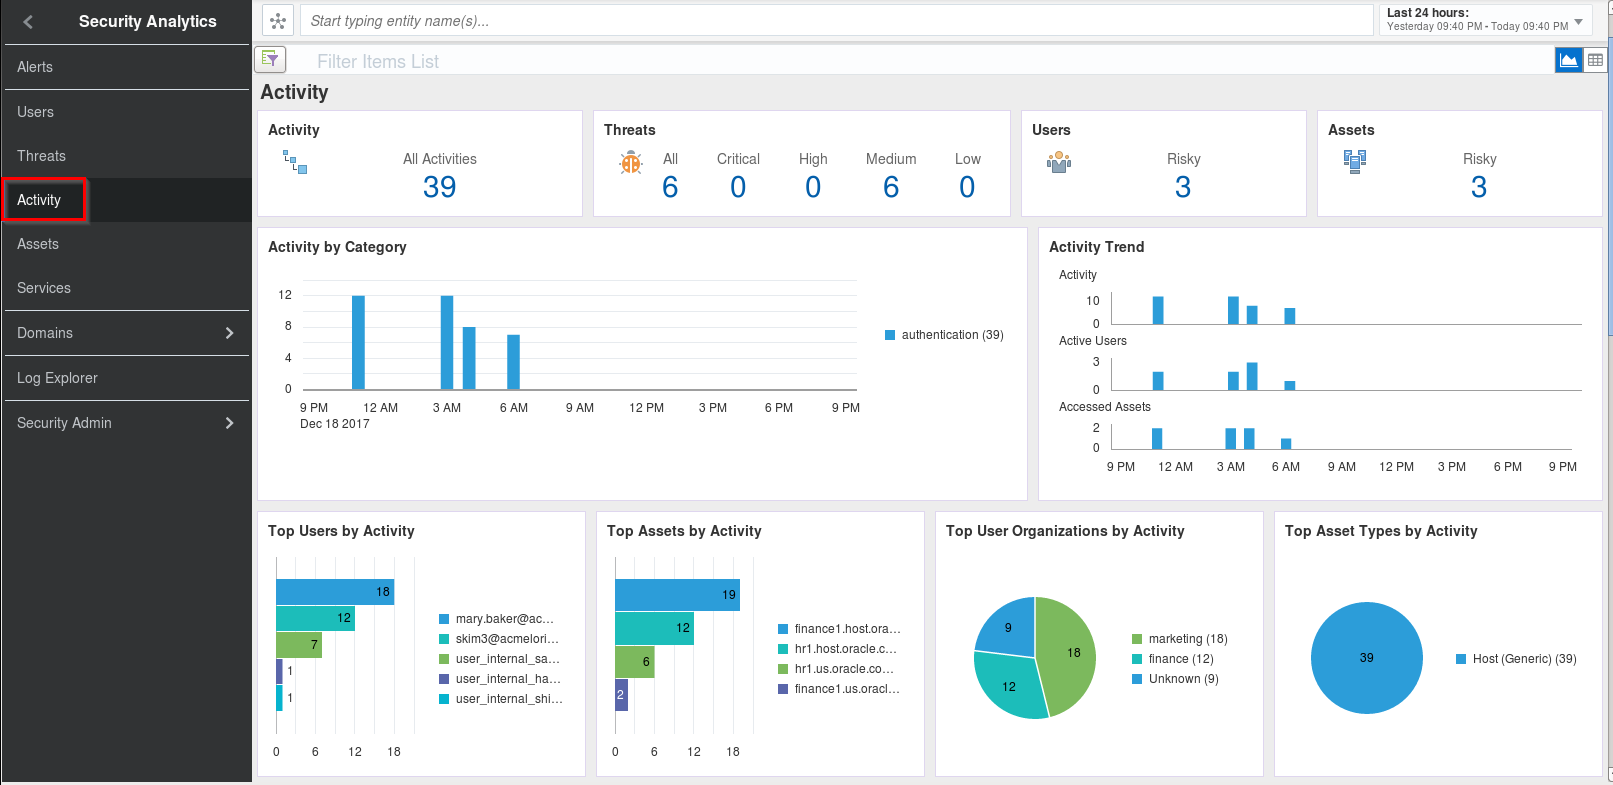 Security Analytics
Alerts
Users
Threats
Activity
Assets
Services
Domains
Log Explorer
Security Admin
Start typing entity name(s)...
Last 24 hours:
Yesterday 09:40 PM - Today 09:40 PM
Filter Items List
Activity
Activity
All Activities
39
Threats
All Critical High Medium Low
6 0 0 6 0
Users
Risky
3
Assets
Risky
3
Activity by Category
12
8
4
0
9 PM 12 AM 3 AM 6 AM 9 AM 12 PM 3 PM 6 PM 9 PM
Dec 18 2017
authentication (39)
Activity Trend
Activity
10
0
Active Users
3
0
Accessed Assets
2
0
9 PM 12 AM 3 AM 6 AM 9 AM 12 PM 3 PM 6 PM 9 PM
Top Users by Activity
18
12
7
1
1
0 6 12 18
mary.baker@ac...
skim3@acmelori...
user_internal_sa...
user_internal_ha...
user_internal_shi...
Top Assets by Activity
19
12
6
2
0 6 12 18
finance1.host.ora...
hr1.host.oracle.c...
hr1.us.oracle.co...
finance1.us.oracl...
Top User Organizations by Activity
9
18
12
marketing (18)
finance (12)
Unknown (9)
Top Asset Types by Activity
39
Host (Generic) (39)